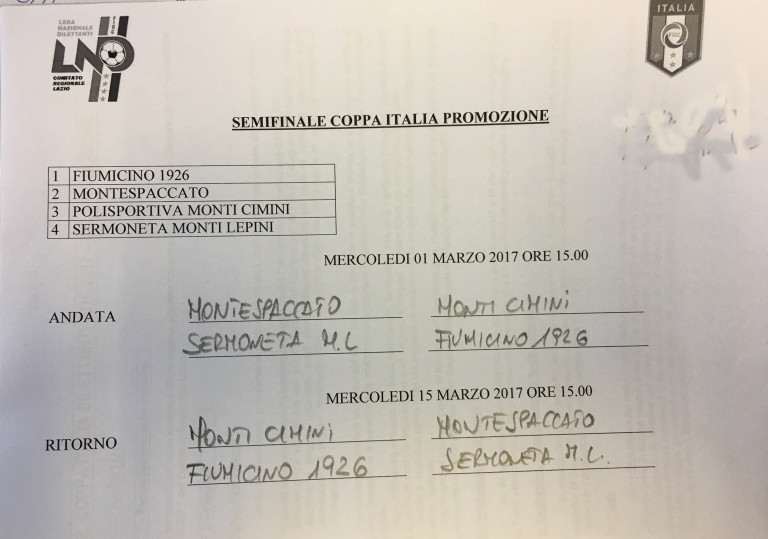 LEGA
NAZIONALE
DILETTANTI
FIGC
LND
COMITATO
REGIONALE
LAZIO
ITALIA
FIGC
SEMIFINALE COPPA ITALIA PROMOZIONE
1 FIUMICINO 1926
2 MONTESPACCATO
3 POLISPORTIVA MONTI CIMINI
4 SERMONETA MONTI LEPINI
MERCOLEDI 01 MARZO 2017 ORE 15.00
ANDATA MONTESPACCATO MONTI CIMINI
SERMONETA M.L FIUMICINO 1926
MERCOLEDI 15 MARZO 2017 ORE 15.00
RITORNO MONTI CIMINI MONTESPACCATO
FIUMICINO 1926 SERMONETA M.L.